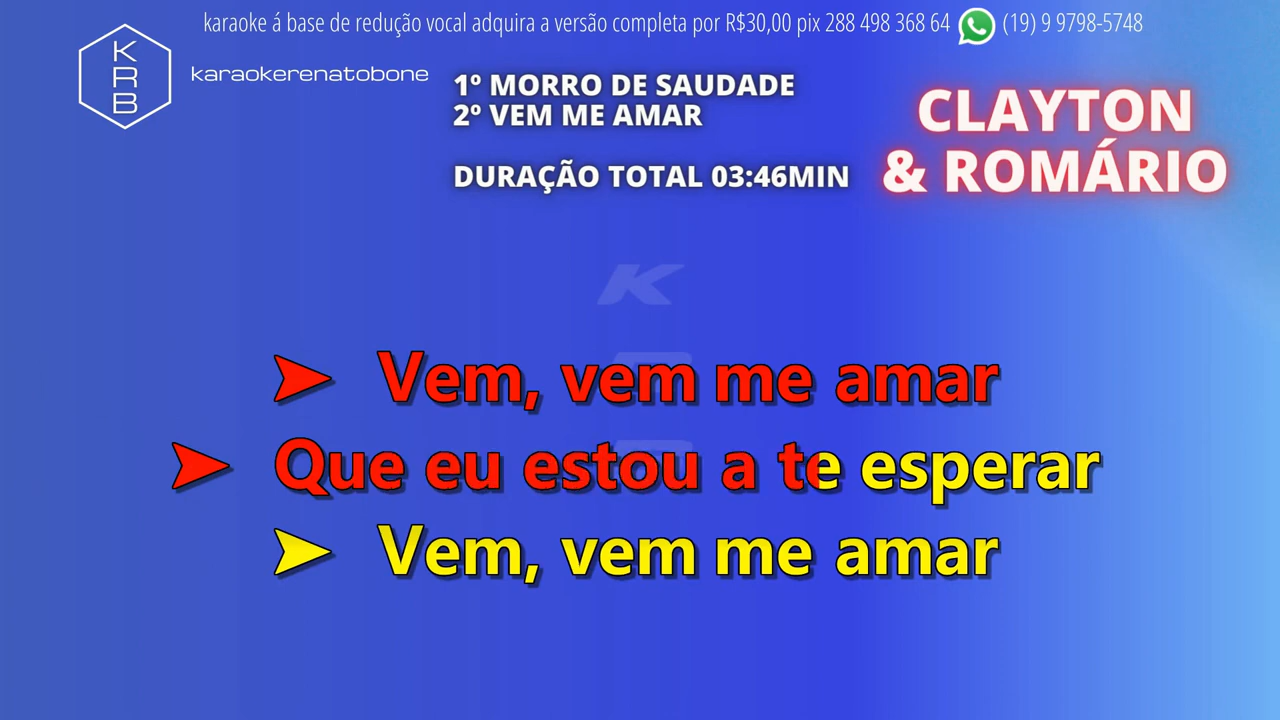 karaoke á base de redução vocal adquira a versão completa por R$30,00 pix 288 498 368 64 (19) 9 9798-5748
KRB
karaokerenatobone
1º MORRO DE SAUDADE
2º VEM ME AMAR
DURAÇÃO TOTAL 03:46MIN
CLAYTON
& ROMÁRIO
K
➤ Vem, vem me amar
➤ Que eu estou a te esperar
➤ Vem, vem me amar